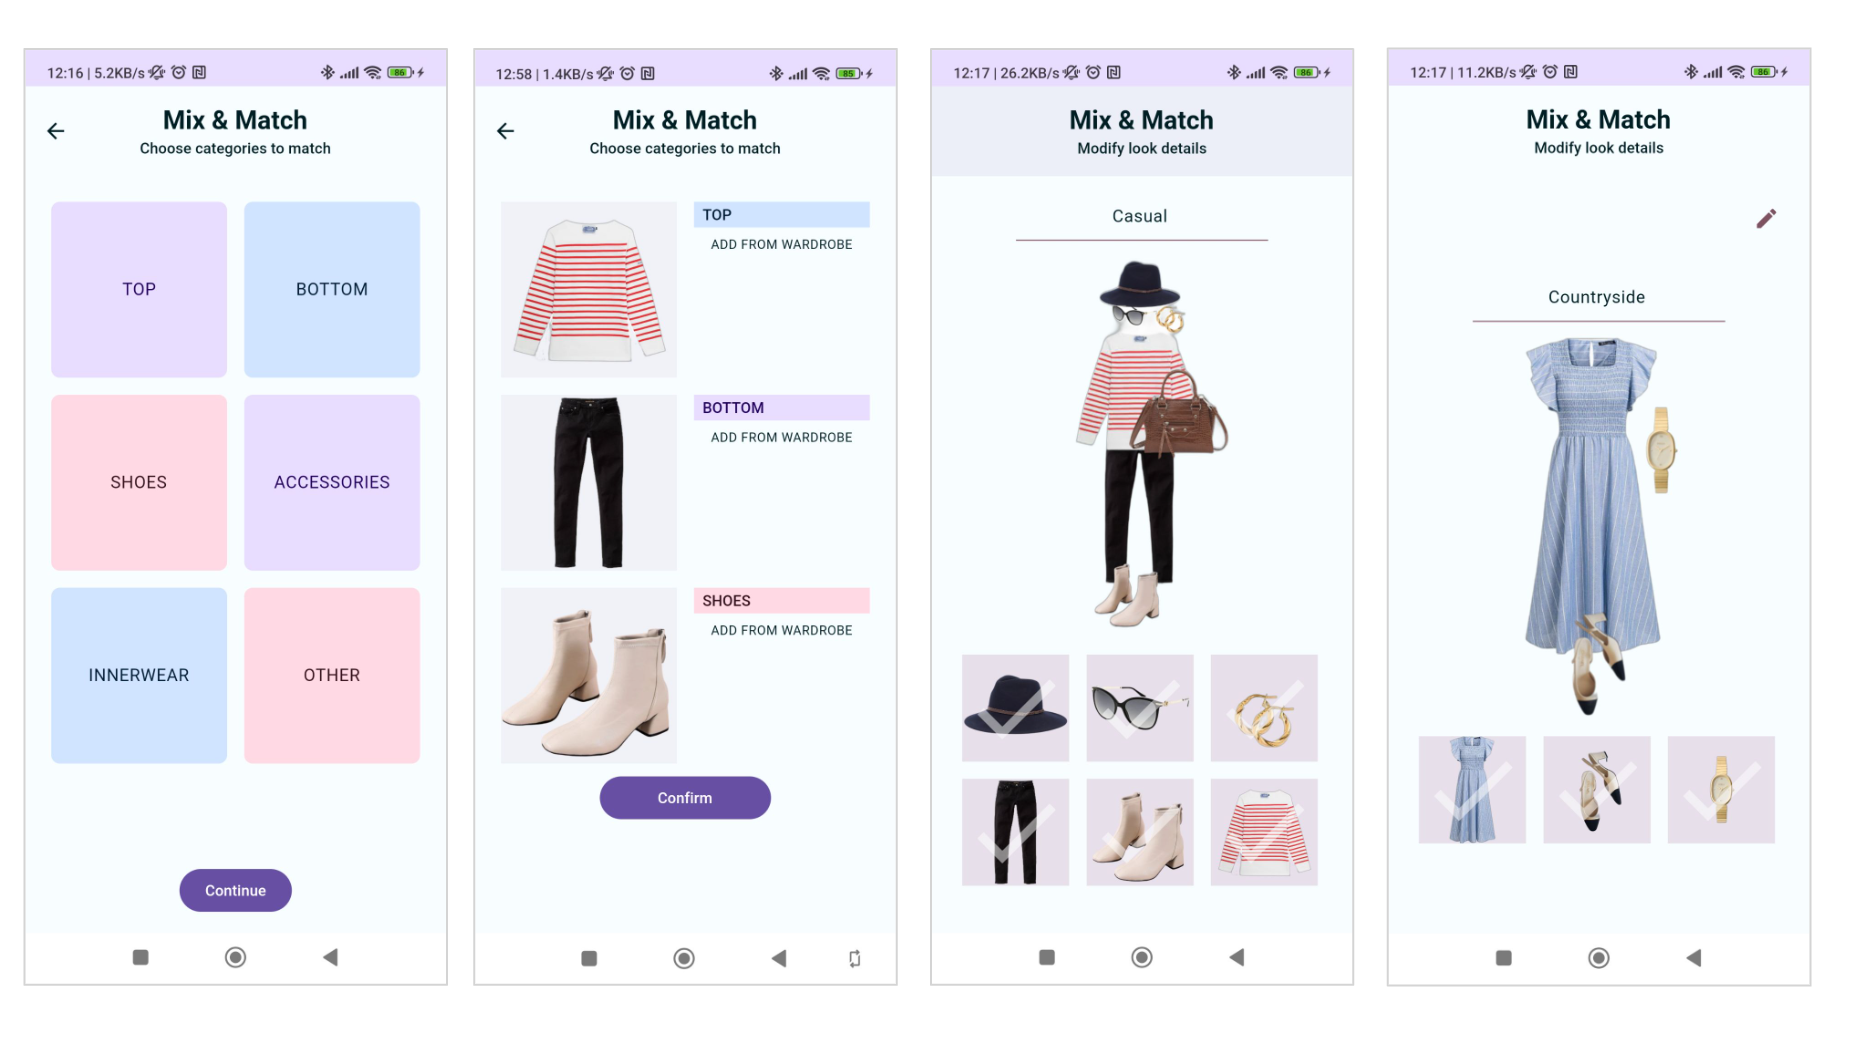 12:16 | 5.2KB/s
86
Mix & Match
Choose categories to match
TOP
BOTTOM
SHOES
ACCESSORIES
INNERWEAR
OTHER
Continue
12:58 | 1.4KB/s
85
Mix & Match
Choose categories to match
TOP
ADD FROM WARDROBE
BOTTOM
ADD FROM WARDROBE
SHOES
ADD FROM WARDROBE
Confirm
12:17 | 26.2KB/s
86
Mix & Match
Modify look details
Casual
12:17 | 11.2KB/s
86
Mix & Match
Modify look details
Countryside